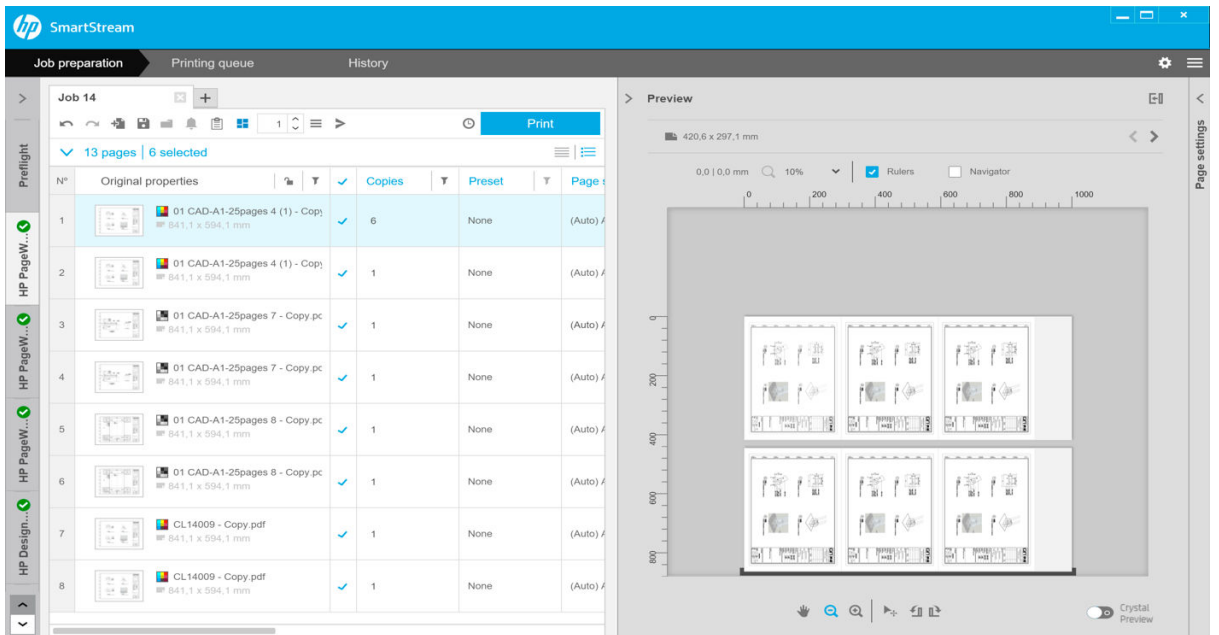 hp SmartStream
Job preparation Printing queue History
Job 14
Preview
1 Print
420,6 x 297,1 mm
13 pages 6 selected
0,0 | 0,0 mm 10% Rulers Navigator
N° Original properties Copies Preset Page s
0 200 400 600 800 1000
1 01 CAD-A1-25pages 4 (1) - Copy 6 None (Auto) A
841,1 x 594,1 mm
2 01 CAD-A1-25pages 4 (1) - Copy 1 None (Auto) A
841,1 x 594,1 mm
3 01 CAD-A1-25pages 7 - Copy.pc 1 None (Auto) A
841,1 x 594,1 mm
4 01 CAD-A1-25pages 7 - Copy.pc 1 None (Auto) A
841,1 x 594,1 mm
5 01 CAD-A1-25pages 8 - Copy.pc 1 None (Auto) A
841,1 x 594,1 mm
6 01 CAD-A1-25pages 8 - Copy.pc 1 None (Auto) A
841,1 x 594,1 mm
7 CL14009 - Copy.pdf 1 None (Auto) A
841,1 x 594,1 mm
8 CL14009 - Copy.pdf 1 None (Auto) A
841,1 x 594,1 mm
0
200
400
600
800
Crystal
Preview
Preflight
HP PageW...
HP PageW...
HP PageW...
HP Design...
Page settings